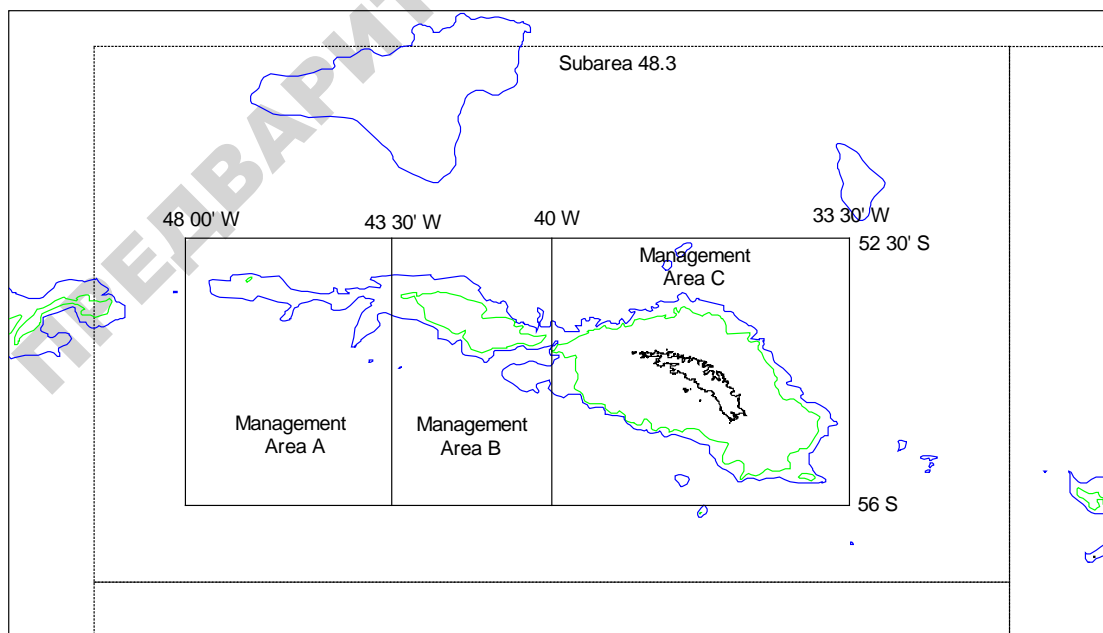 Subarea 48.3
48 00' W
43 30' W
40 W
33 30' W
52 30' S
Management
Area C
Management
Area A
Management
Area B
56 S